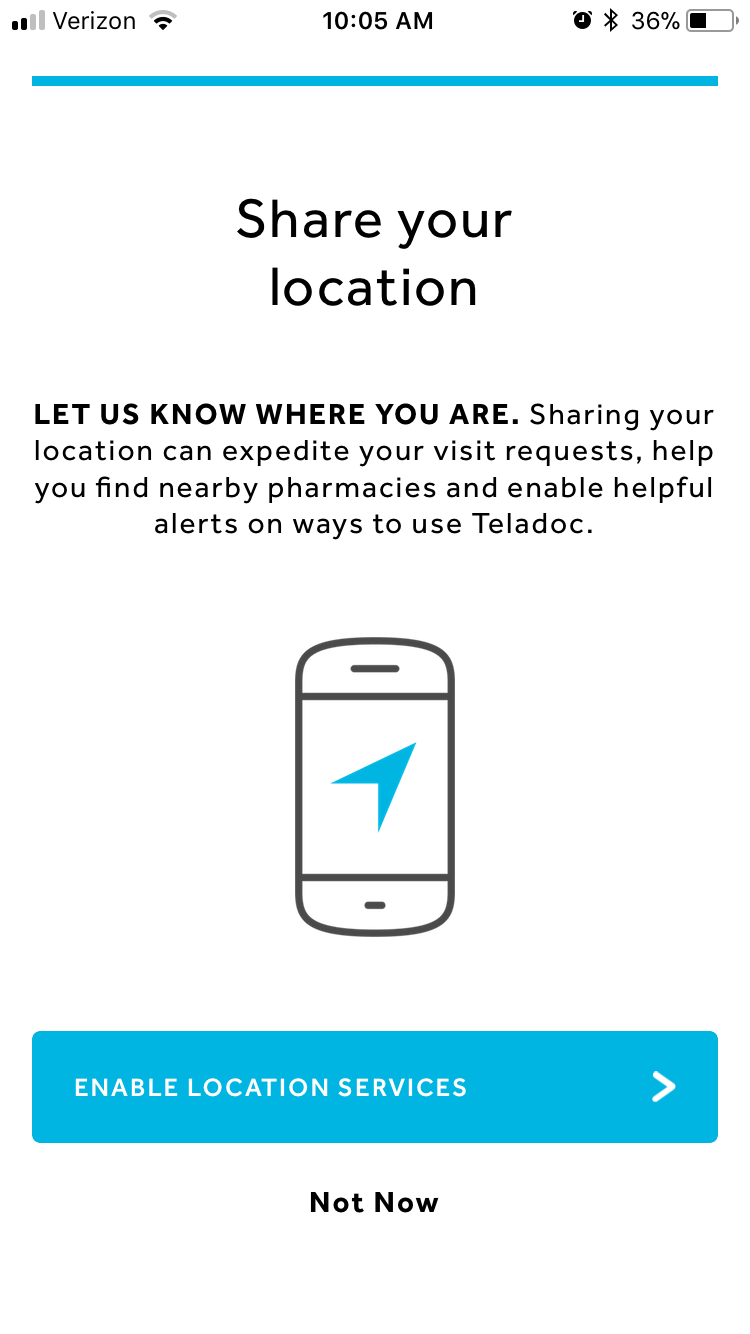 Verizon 10:05 AM 36%
Share your
location
LET US KNOW WHERE YOU ARE. Sharing your
location can expedite your visit requests, help
you find nearby pharmacies and enable helpful
alerts on ways to use Teladoc.
ENABLE LOCATION SERVICES
Not Now